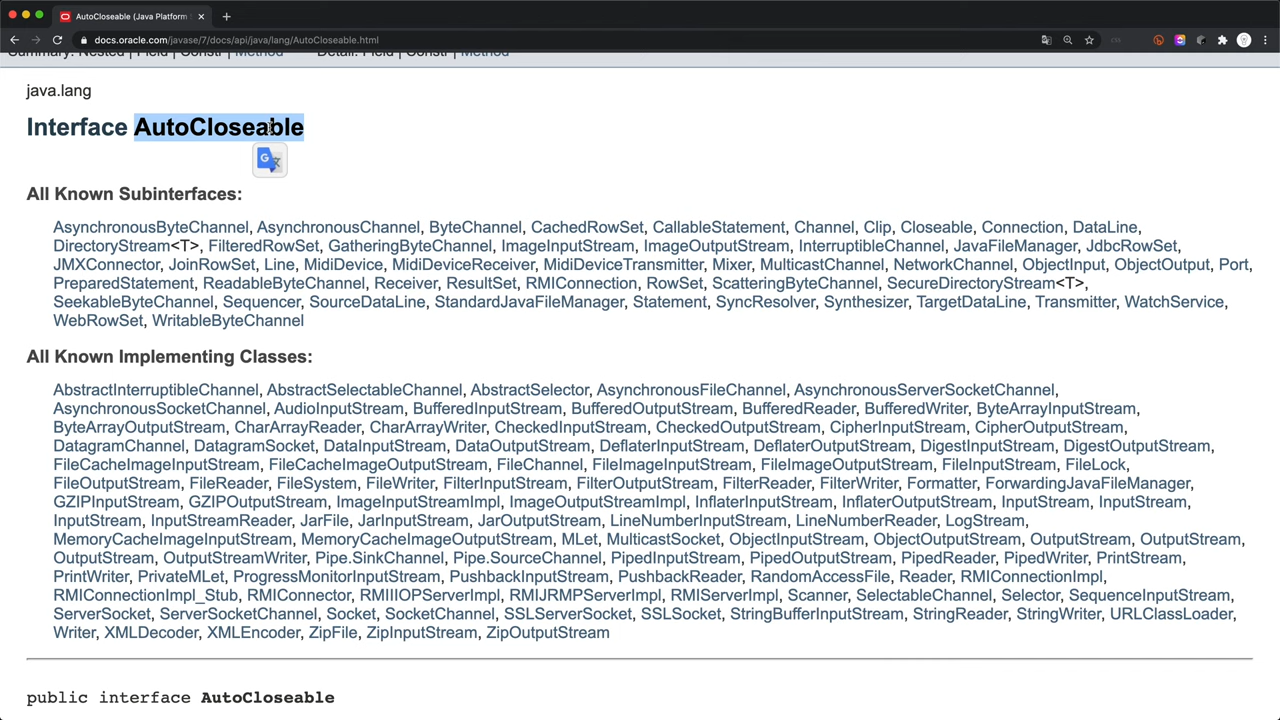 AutoCloseable (Java Platform
docs.oracle.com/javase/7/docs/api/java/lang/AutoCloseable.html
Summary: Nested | Field | Constr | Method Detail: Field | Constr | Method
java.lang
Interface AutoCloseable
All Known Subinterfaces:
AsynchronousByteChannel, AsynchronousChannel, ByteChannel, CachedRowSet, CallableStatement, Channel, Clip, Closeable, Connection, DataLine,
DirectoryStream<T>, FilteredRowSet, GatheringByteChannel, ImageInputStream, ImageOutputStream, InterruptibleChannel, JavaFileManager, JdbcRowSet,
JMXConnector, JoinRowSet, Line, MidiDevice, MidiDeviceReceiver, MidiDeviceTransmitter, Mixer, MulticastChannel, NetworkChannel, ObjectInput, ObjectOutput, Port,
PreparedStatement, ReadableByteChannel, Receiver, ResultSet, RMIConnection, RowSet, ScatteringByteChannel, SecureDirectoryStream<T>,
SeekableByteChannel, Sequencer, SourceDataLine, StandardJavaFileManager, Statement, SyncResolver, Synthesizer, TargetDataLine, Transmitter, WatchService,
WebRowSet, WritableByteChannel
All Known Implementing Classes:
AbstractInterruptibleChannel, AbstractSelectableChannel, AbstractSelector, AsynchronousFileChannel, AsynchronousServerSocketChannel,
AsynchronousSocketChannel, AudioInputStream, BufferedInputStream, BufferedOutputStream, BufferedReader, BufferedWriter, ByteArrayInputStream,
ByteArrayOutputStream, CharArrayReader, CharArrayWriter, CheckedInputStream, CheckedOutputStream, CipherInputStream, CipherOutputStream,
DatagramChannel, DatagramSocket, DataInputStream, DataOutputStream, DeflaterInputStream, DeflaterOutputStream, DigestInputStream, DigestOutputStream,
FileCacheImageInputStream, FileCacheImageOutputStream, FileChannel, FileImageInputStream, FileImageOutputStream, FileInputStream, FileLock,
FileOutputStream, FileReader, FileSystem, FileWriter, FilterInputStream, FilterOutputStream, FilterReader, FilterWriter, Formatter, ForwardingJavaFileManager,
GZIPInputStream, GZIPOutputStream, ImageInputStreamImpl, ImageOutputStreamImpl, InflaterInputStream, InflaterOutputStream, InputStream, InputStream,
InputStream, InputStreamReader, JarFile, JarInputStream, JarOutputStream, LineNumberInputStream, LineNumberReader, LogStream,
MemoryCacheImageInputStream, MemoryCacheImageOutputStream, MLet, MulticastSocket, ObjectInputStream, ObjectOutputStream, OutputStream, OutputStream,
OutputStream, OutputStreamWriter, Pipe.SinkChannel, Pipe.SourceChannel, PipedInputStream, PipedOutputStream, PipedReader, PipedWriter, PrintStream,
PrintWriter, PrivateMLet, ProgressMonitorInputStream, PushbackInputStream, PushbackReader, RandomAccessFile, Reader, RMIConnectionImpl,
RMIConnectionImpl_Stub, RMIConnector, RMIIIOPServerImpl, RMIJRMPServerImpl, RMIServerImpl, Scanner, SelectableChannel, Selector, SequenceInputStream,
ServerSocket, ServerSocketChannel, Socket, SocketChannel, SSLServerSocket, SSLSocket, StringBufferInputStream, StringReader, StringWriter, URLClassLoader,
Writer, XMLDecoder, XMLEncoder, ZipFile, ZipInputStream, ZipOutputStream
public interface AutoCloseable